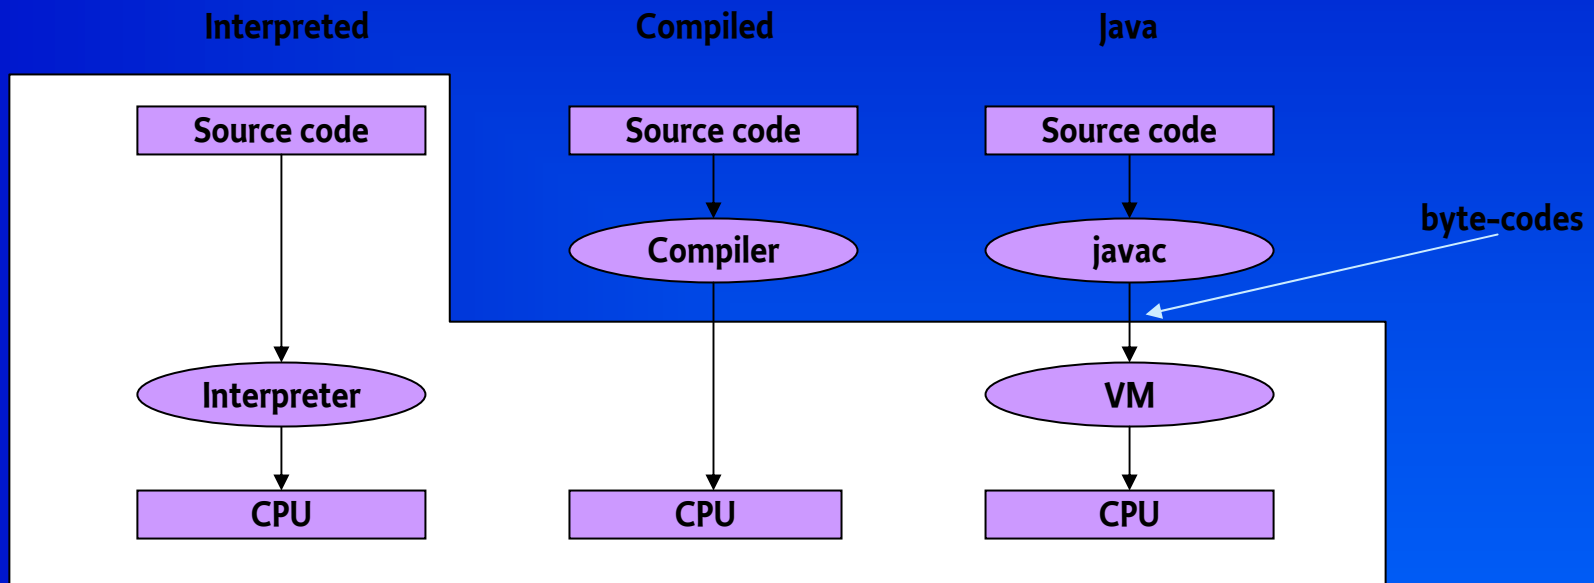 Interpreted
Compiled
Java
Source code
Source code
Source code
byte-codes
Compiler
javac
Interpreter
VM
CPU
CPU
CPU